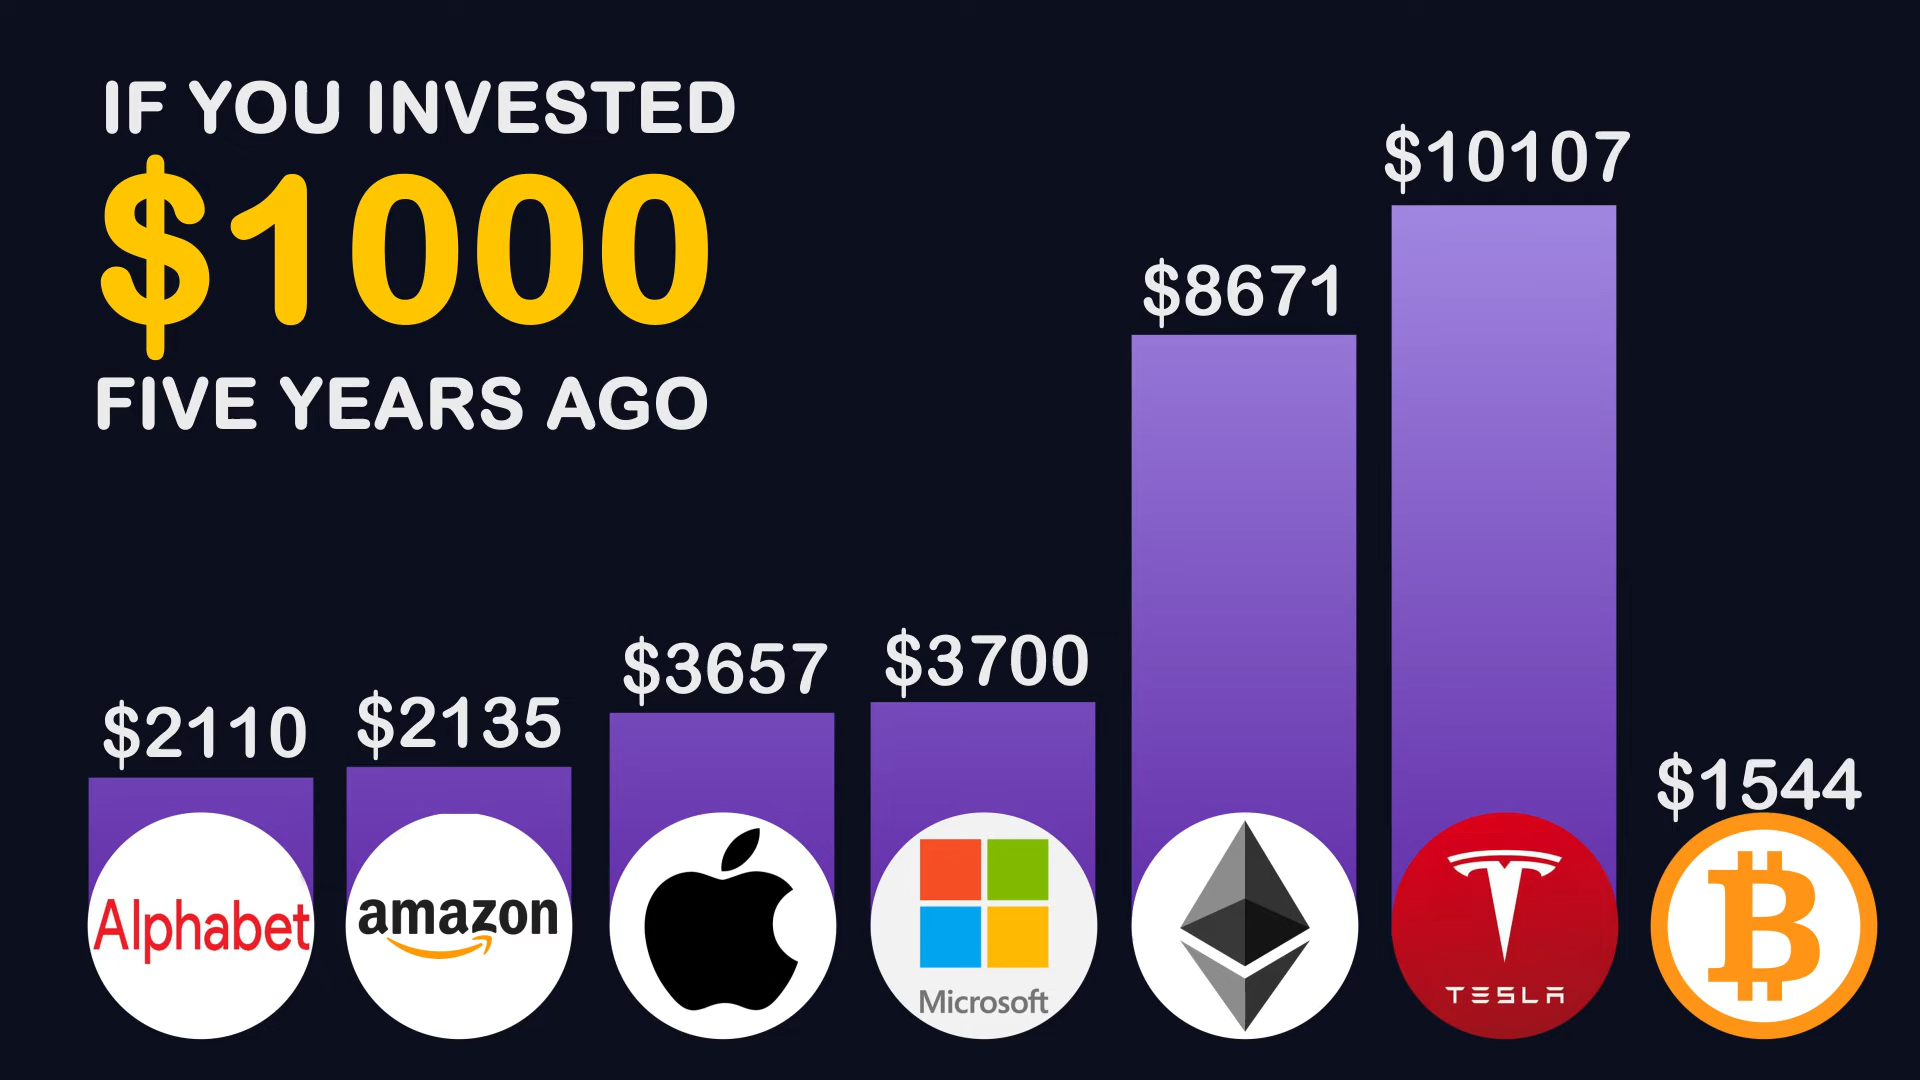 IF YOU INVESTED
$1000
FIVE YEARS AGO
$2110
$2135
$3657
$3700
$8671
$10107
$1544
Alphabet
amazon
Microsoft
TESLA